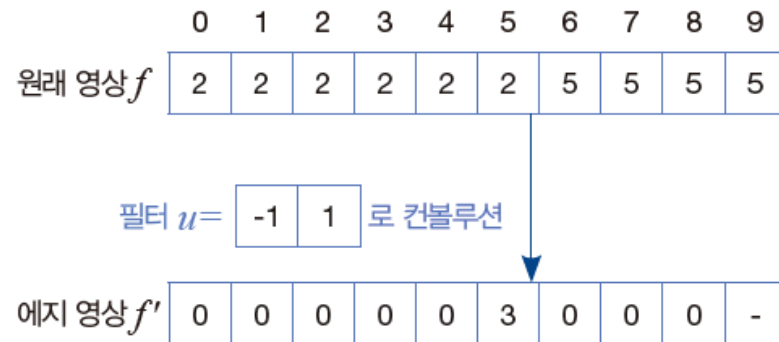 0 1 2 3 4 5 6 7 8 9
원래 영상 f 2 2 2 2 2 2 5 5 5 5
필터 u= -1 1 로 컨볼루션
에지 영상 f' 0 0 0 0 0 3 0 0 0 -